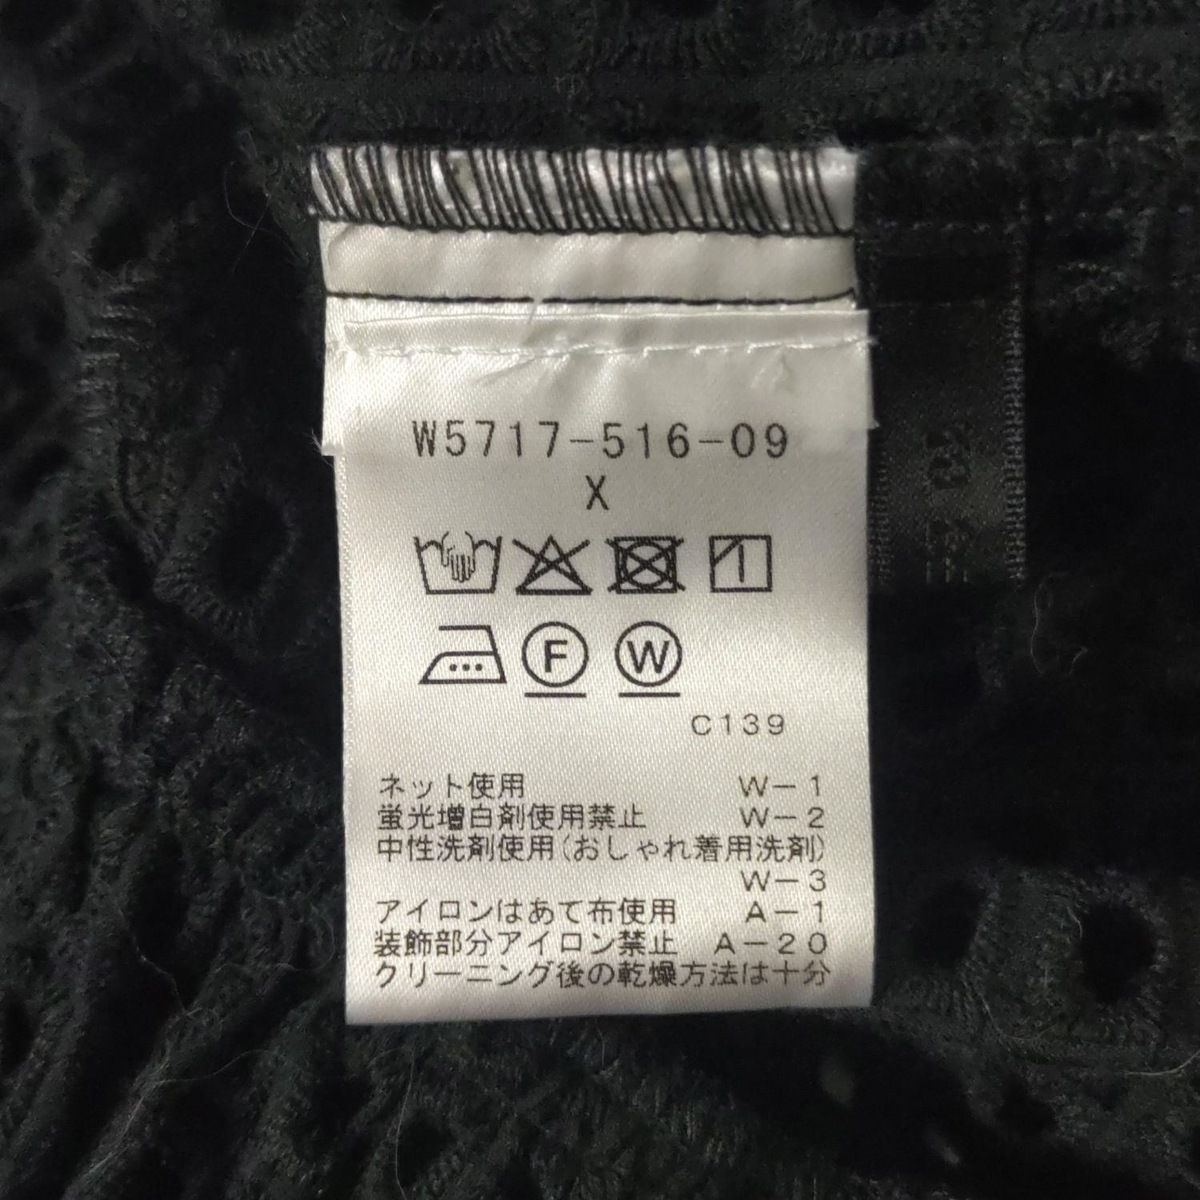 W5717-516-09
X
F W
C139
ネット使用 W-1
蛍光増白剤使用禁止 W-2
中性洗剤使用(おしゃれ着用洗剤)
W-3
アイロンはあて布使用 A-1
装飾部分アイロン禁止 A-20
クリーニング後の乾燥方法は十分